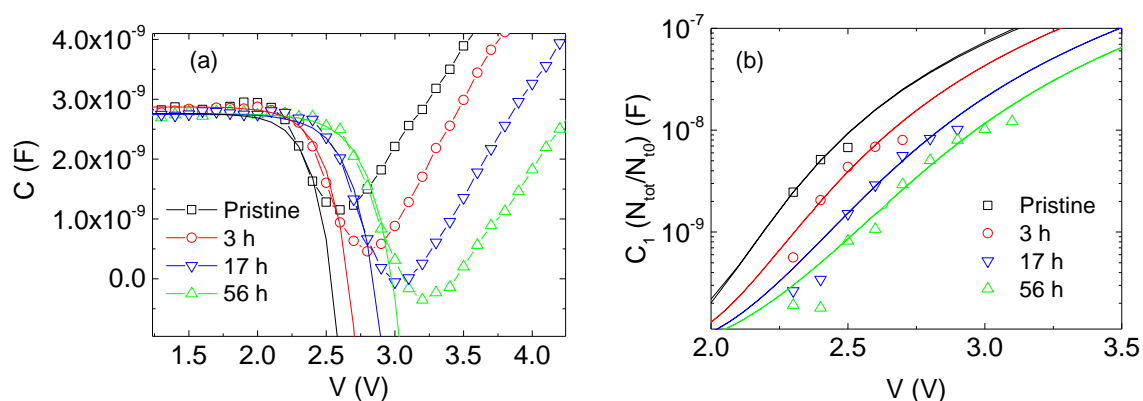 (a)
C (F)
4.0x10⁻⁹
3.0x10⁻⁹
2.0x10⁻⁹
1.0x10⁻⁹
0.0
Pristine
3 h
17 h
56 h
1.5 2.0 2.5 3.0 3.5 4.0
V (V)
(b)
C₁ (Nₜₒₜ/Nₜ₀) (F)
10⁻⁷
10⁻⁸
10⁻⁹
Pristine
3 h
17 h
56 h
2.0 2.5 3.0 3.5
V (V)